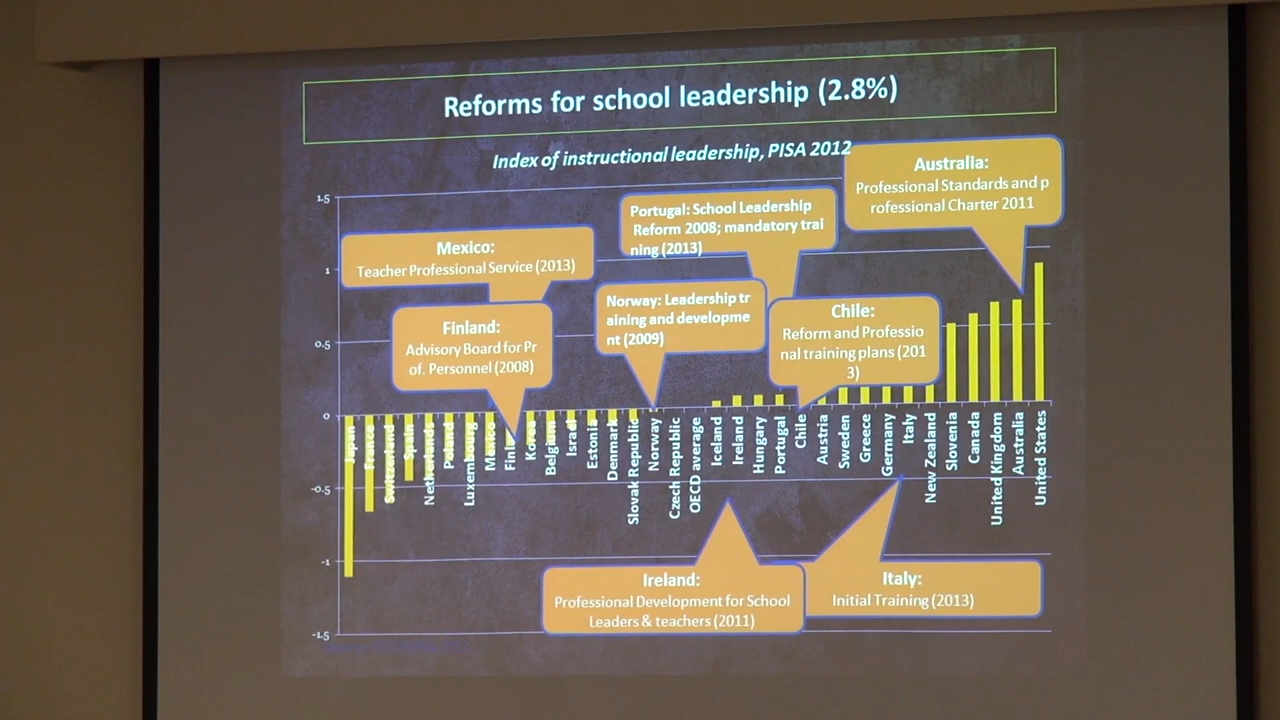 Reforms for school leadership (2.8%)
Index of instructional leadership, PISA 2012
Australia:
Professional Standards and p
rofessional Charter 2011
Portugal: School Leadership
Reform 2008; mandatory trai
ning (2013)
Mexico:
Teacher Professional Service (2013)
Norway: Leadership tr
aining and developme
nt (2009)
Chile:
Reform and Professio
nal training plans (201
3)
Finland:
Advisory Board for Pr
of. Personnel (2008)
1.5
1
0.5
0
-0.5
-1
-1.5
Japan
France
Switzerland
Spain
Netherlands
Poland
Luxembourg
Mexico
Korea
Belgium
Israel
Estonia
Denmark
Slovak Republic
Norway
Czech Republic
OECD average
Iceland
Ireland
Hungary
Portugal
Chile
Austria
Sweden
Greece
Germany
Italy
New Zealand
Slovenia
Canada
United Kingdom
Australia
United States
Ireland:
Professional Development for School
Leaders & teachers (2011)
Italy:
Initial Training (2013)